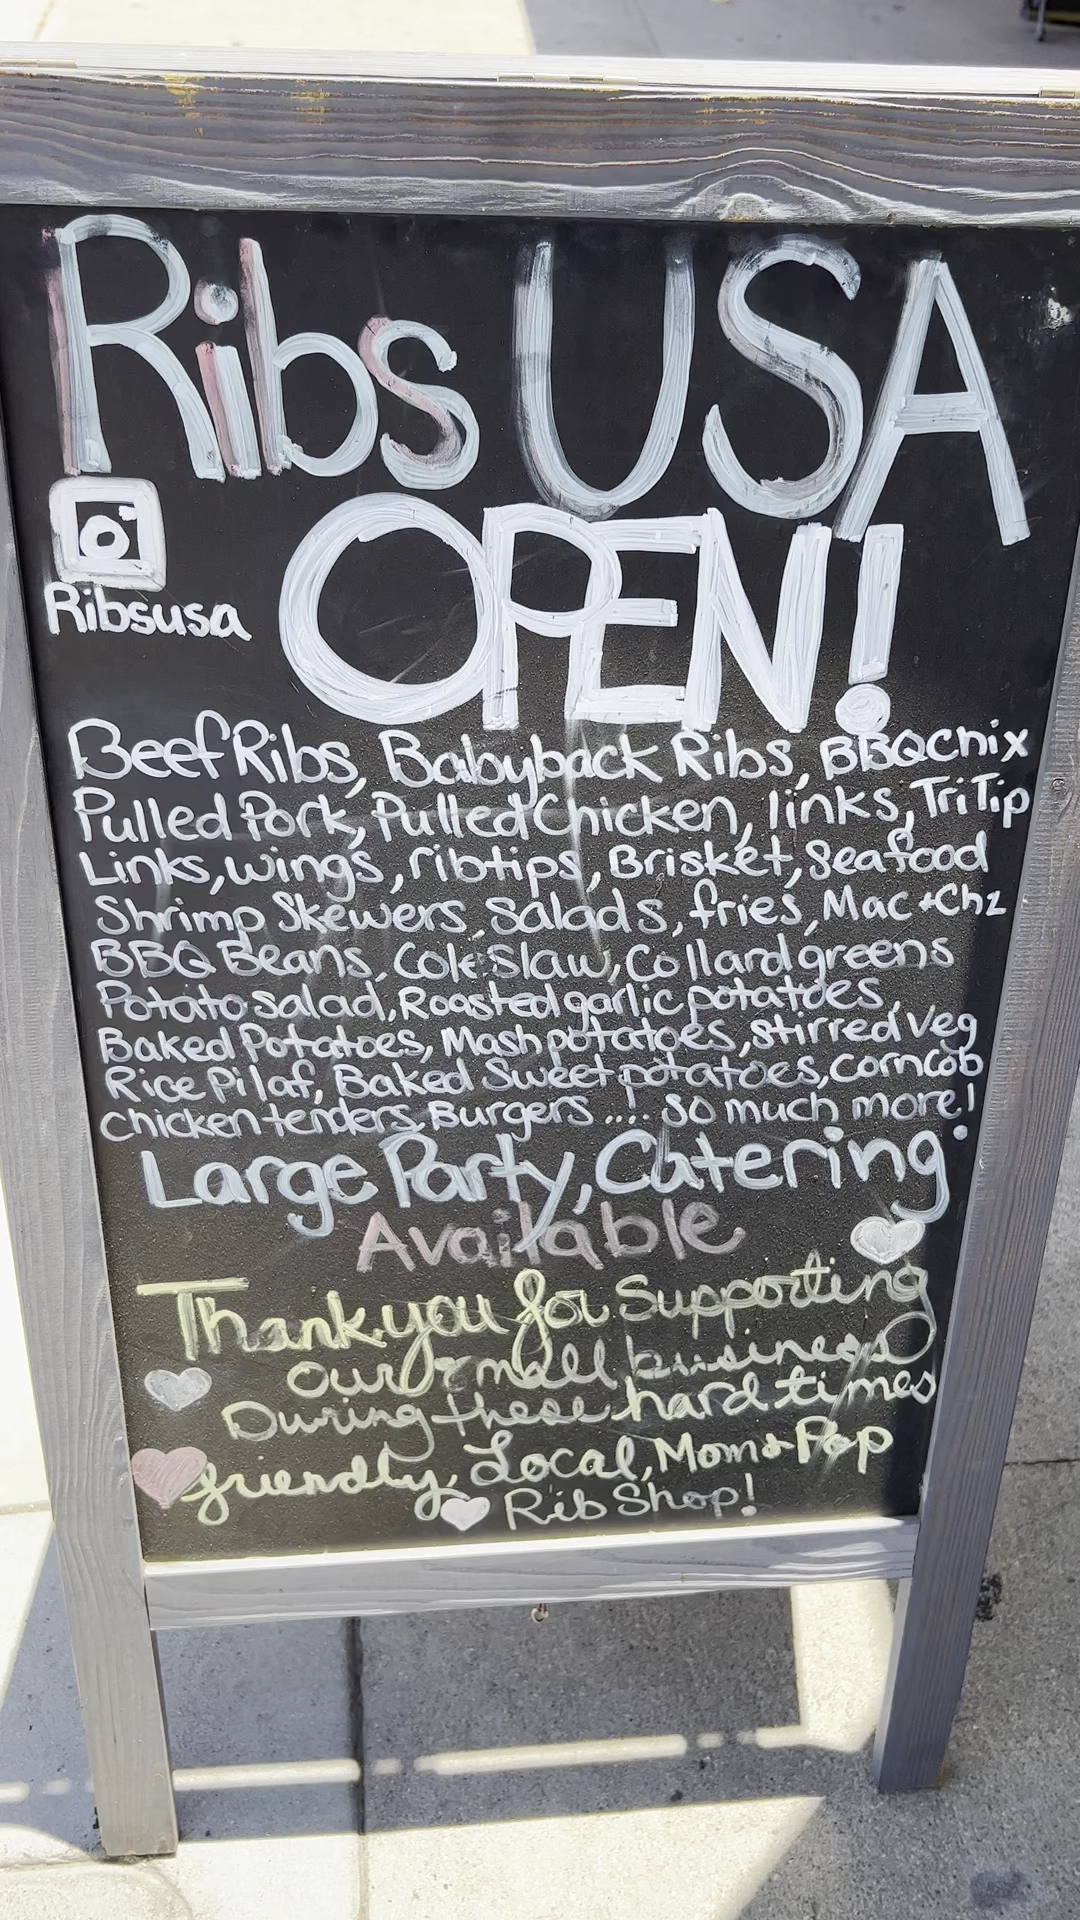 Ribs USA
OPEN!
Ribsusa
Beef Ribs, Babyback Ribs, BBQ Chix
Pulled Pork, Pulled Chicken, links, Tri Tip
Links, wings, ribtips, Brisket, Seafood
Shrimp Skewers, Salads, fries, Mac + Chz
BBQ Beans, Cole Slaw, Collard greens
Potato salad, Roasted garlic potatoes,
Baked Potatoes, Mash potatoes, stirred veg
Rice Pilaf, Baked Sweet potatoes, corncob
Chicken tenders, Burgers .... so much more!
Large Party, Catering
Available
Thank you for Supporting
our small business
During these hard times
friendly, Local, Mom + Pop
Rib Shop!